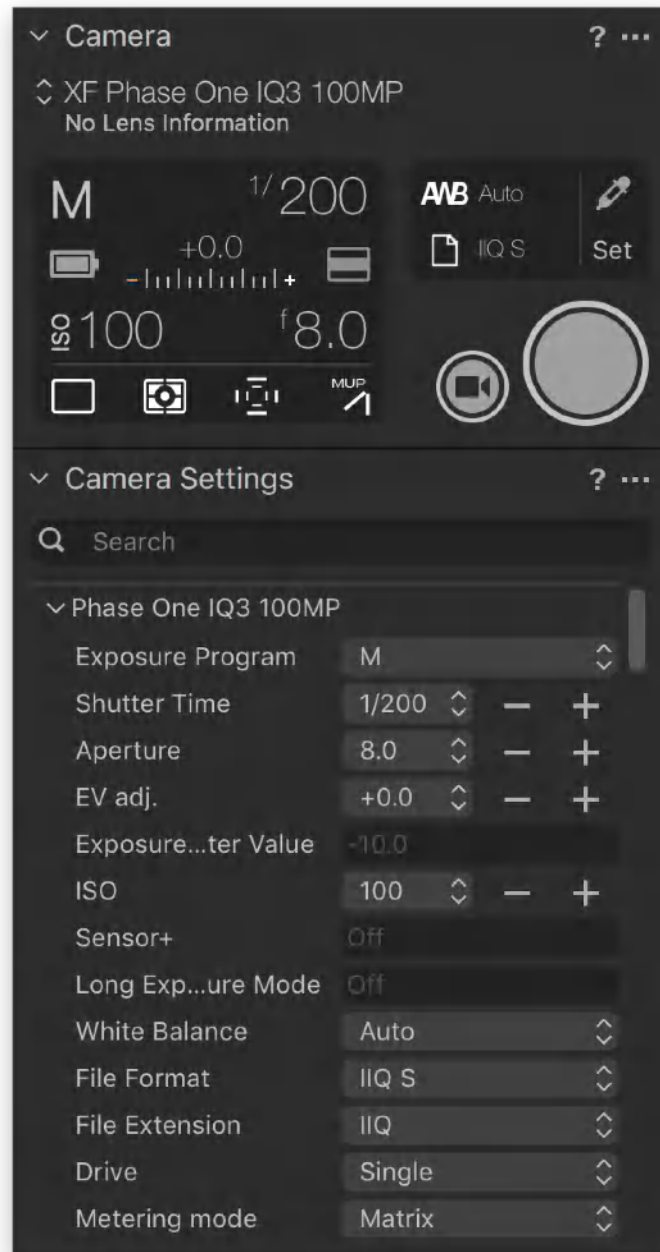 Camera ? ...
XF Phase One IQ3 100MP
No Lens Information
M 1/200
AWB Auto
+0.0
- +
IIQ S Set
ISO 100 f 8.0
MUP
Camera Settings ? ...
Search
Phase One IQ3 100MP
Exposure Program M
Shutter Time 1/200 − +
Aperture 8.0 − +
EV adj. +0.0 − +
Exposure...ter Value -10.0
ISO 100 − +
Sensor+ Off
Long Exp...ure Mode Off
White Balance Auto
File Format IIQ S
File Extension IIQ
Drive Single
Metering mode Matrix